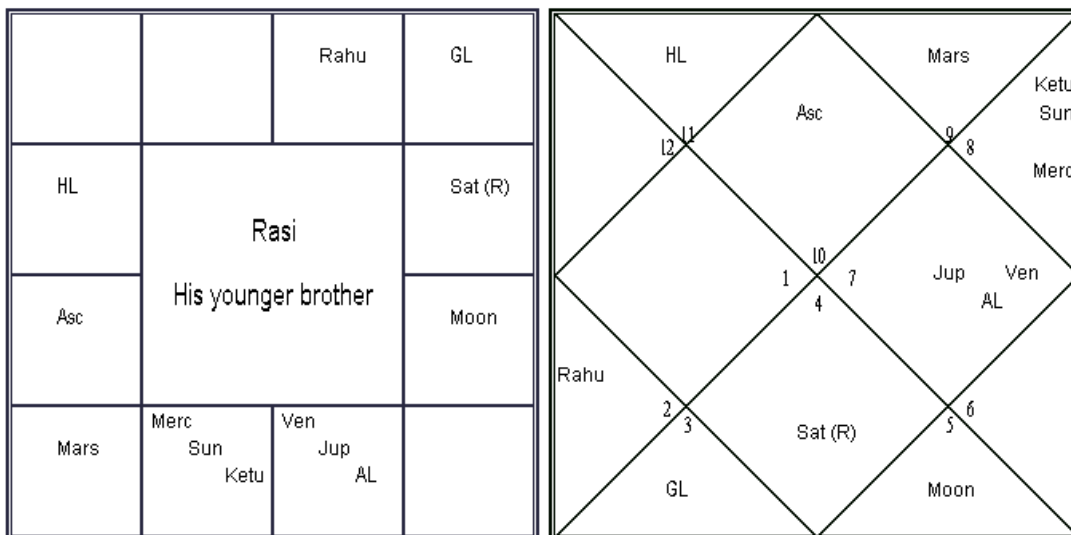 Rahu
GL
HL
Sat (R)
Rasi
His younger brother
Asc
Moon
Mars
Merc
Sun
Ketu
Ven
Jup
AL
HL
Mars
Ketu
Sun
Asc
11
12
9
8
Merc
10
1
7
4
Jup Ven
AL
Rahu
2
3
Sat (R)
6
5
GL
Moon